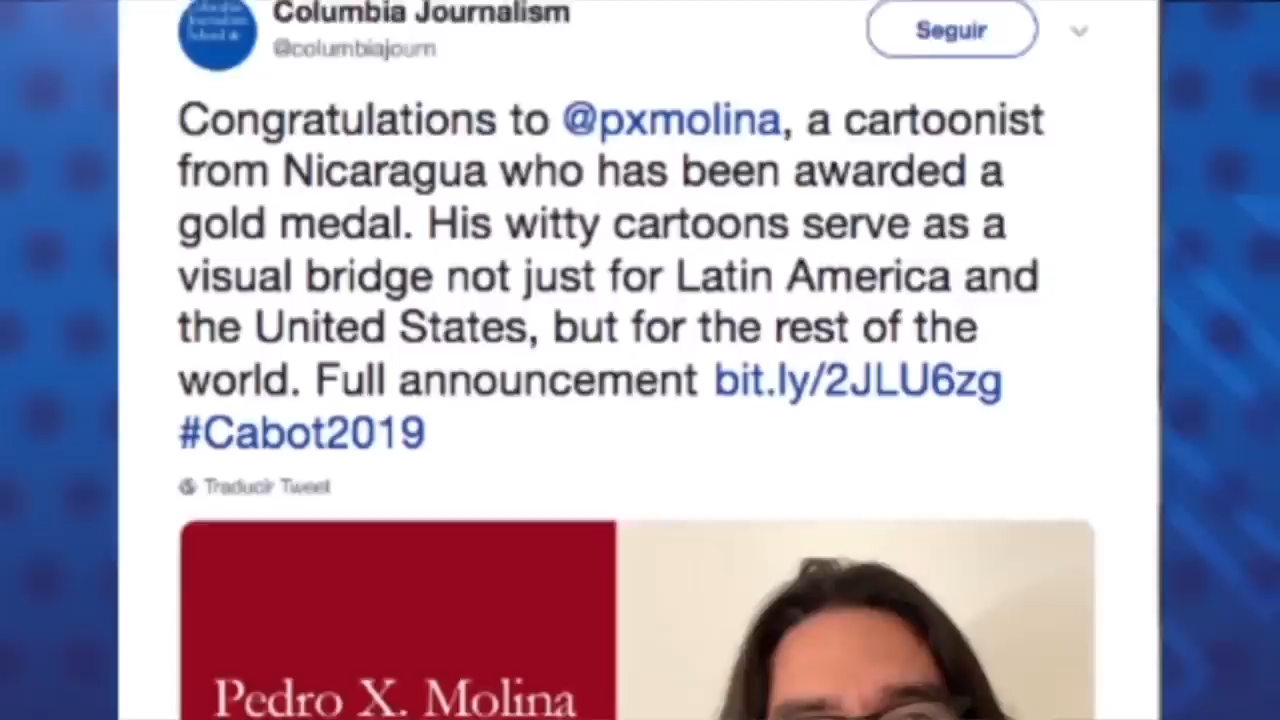 Columbia Journalism
@columbiajourn
Seguir
Congratulations to @pxmolina, a cartoonist
from Nicaragua who has been awarded a
gold medal. His witty cartoons serve as a
visual bridge not just for Latin America and
the United States, but for the rest of the
world. Full announcement bit.ly/2JLU6zg
#Cabot2019
Traducir Tweet
Pedro X. Molina